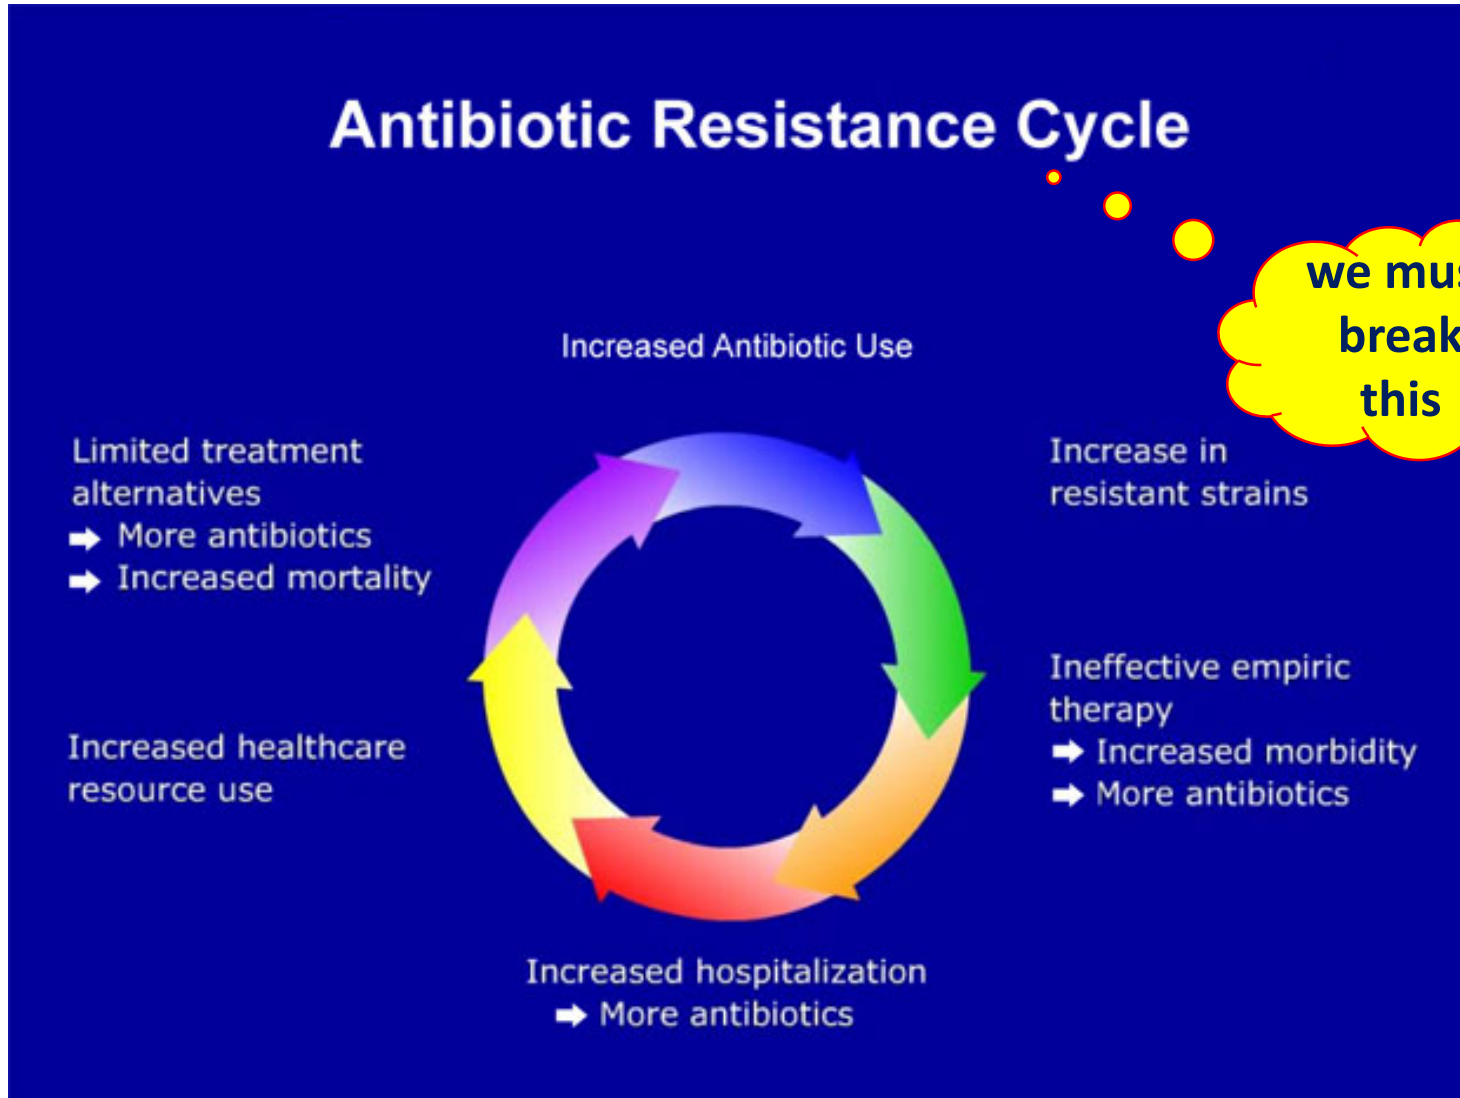 Antibiotic Resistance Cycle
we mus
break
this
Increased Antibiotic Use
Limited treatment
alternatives
➡ More antibiotics
➡ Increased mortality
Increase in
resistant strains
Ineffective empiric
therapy
➡ Increased morbidity
➡ More antibiotics
Increased healthcare
resource use
Increased hospitalization
➡ More antibiotics